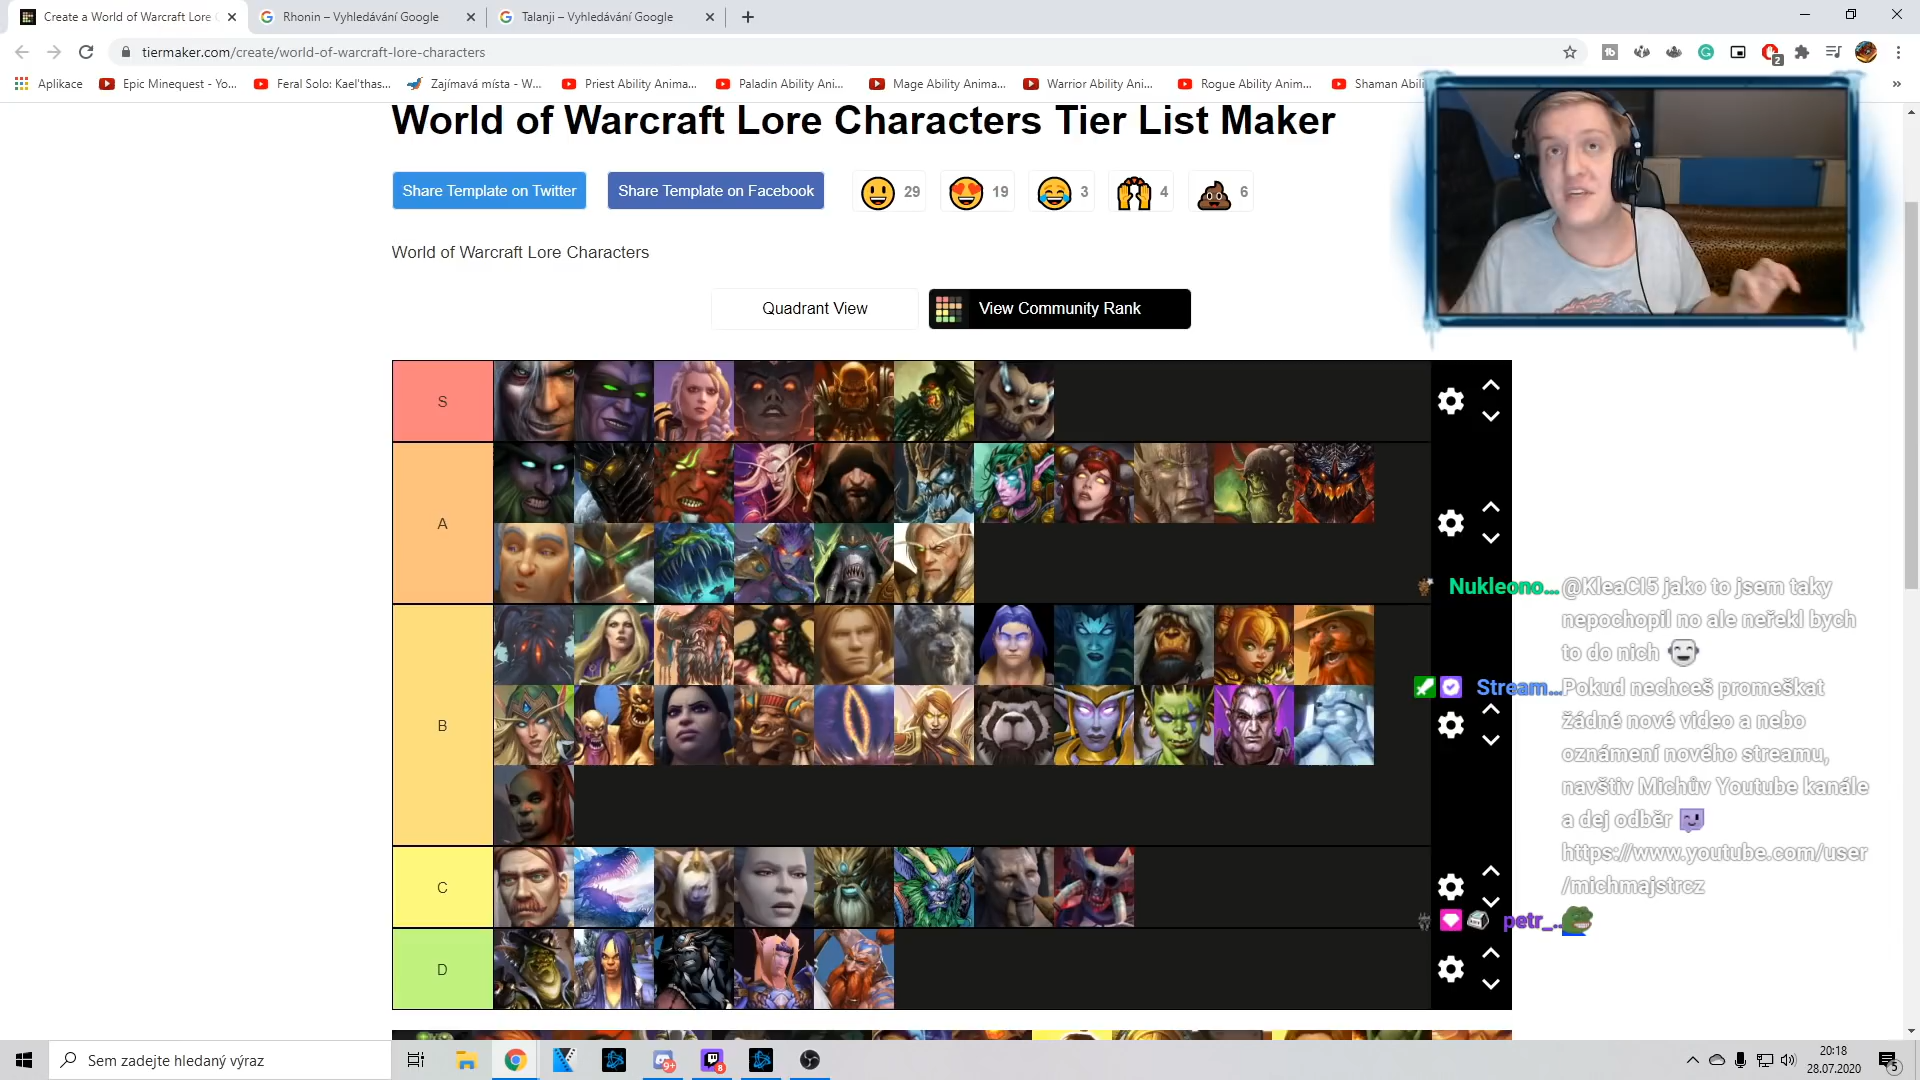 Create a World of Warcraft Lore C
Rhonin – Vyhledávání Google
Talanji – Vyhledávání Google
tiermaker.com/create/world-of-warcraft-lore-characters
2
Aplikace
Epic Minequest - Yo...
Feral Solo: Kael'thas...
Zajímavá místa - W...
Priest Ability Anima...
Paladin Ability Ani...
Mage Ability Anima...
Warrior Ability Ani...
Rogue Ability Anim...
Shaman Abili
World of Warcraft Lore Characters Tier List Maker
Share Template on Twitter
Share Template on Facebook
29
19
3
4
6
World of Warcraft Lore Characters
Quadrant View
View Community Rank
S
A
B
C
D
Nukleono... @KleaCl5 jako to jsem taky
nepochopil no ale neřekl bych
to do nich
Stream... Pokud nechceš promeškat
žádné nové video a nebo
oznámení nového streamu,
navštiv Michův Youtube kanále
a dej odběr
https://www.youtube.com/user
/michmajstrcz
petr_...
Sem zadejte hledaný výraz
9+
8
20:18
28.07.2020
5